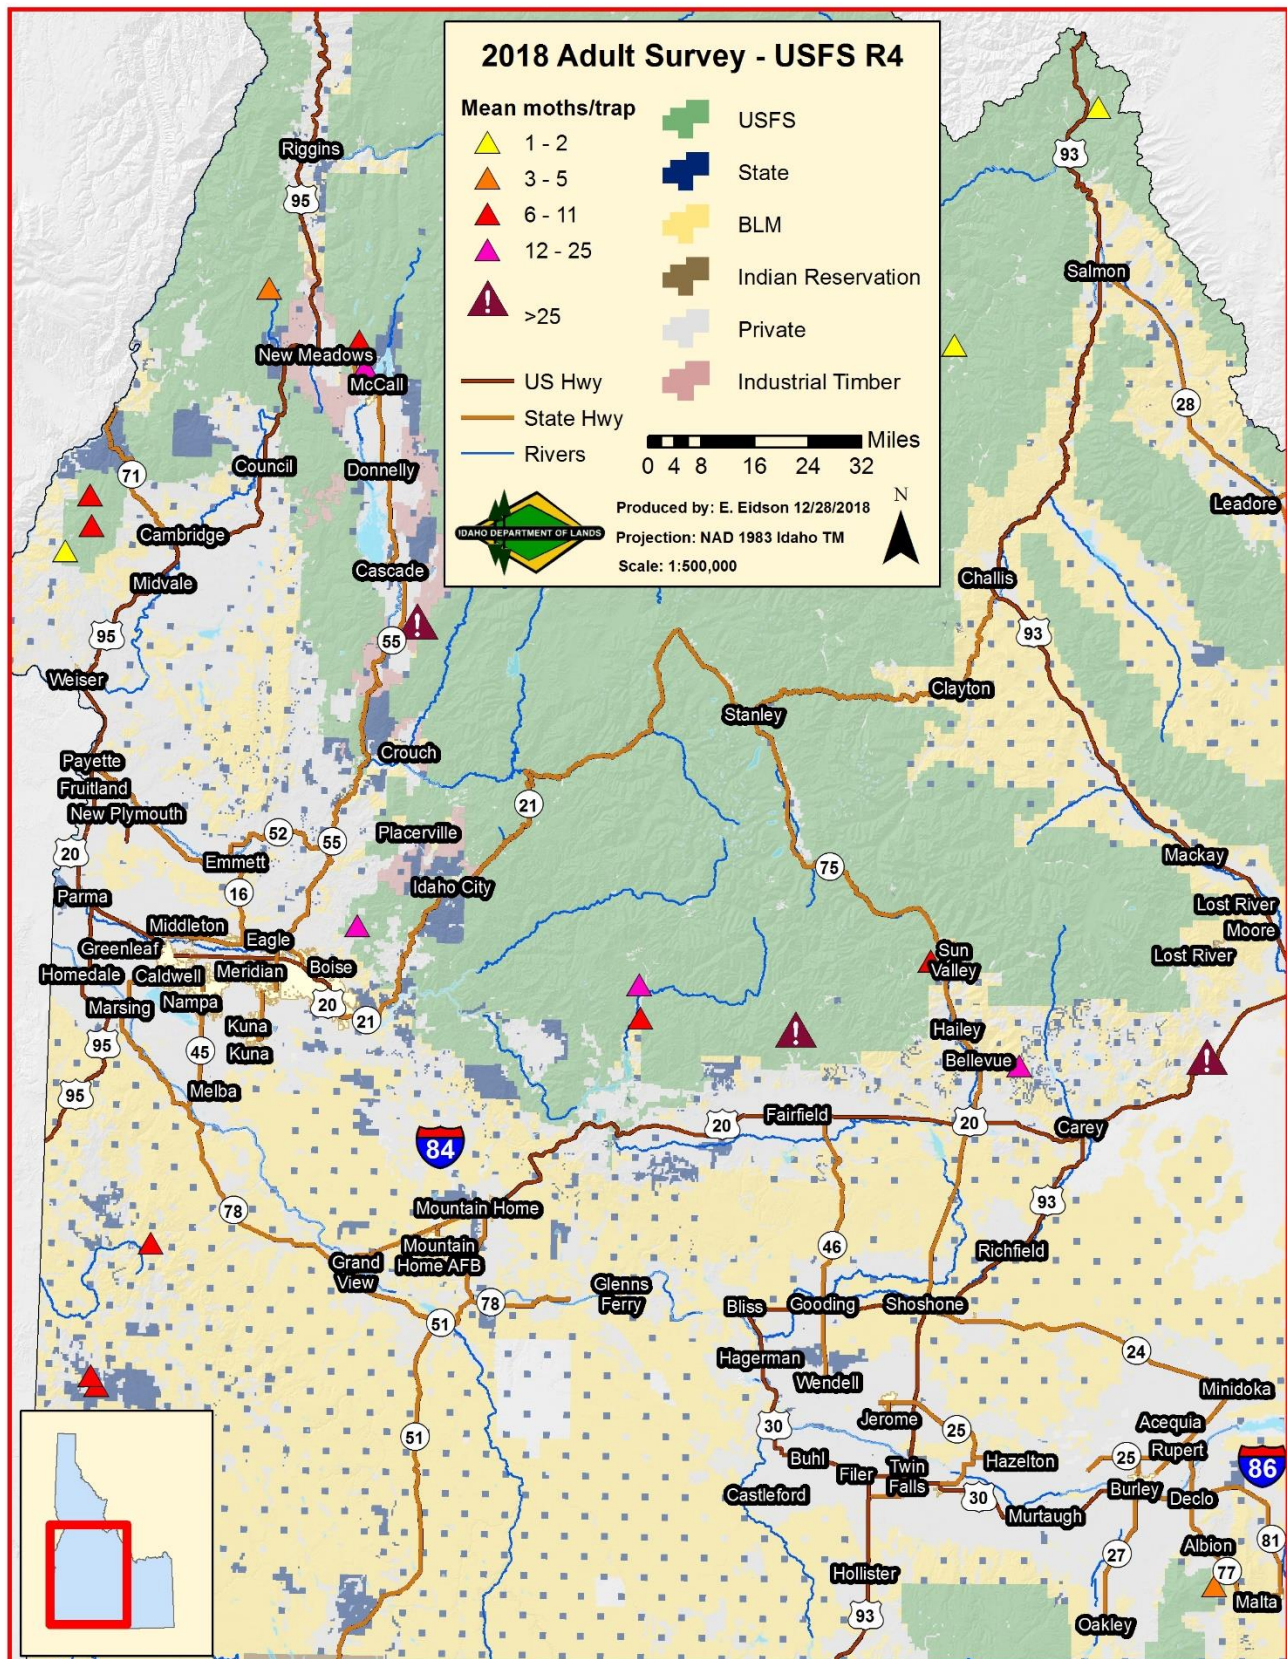 2018 Adult Survey - USFS R4
Mean moths/trap
1 - 2
3 - 5
6 - 11
12 - 25
!
>25
US Hwy
State Hwy
Rivers
USFS
State
BLM
Indian Reservation
Private
Industrial Timber
Miles
0 4 8 16 24 32
IDAHO DEPARTMENT OF LANDS
Produced by: E. Eidson 12/28/2018
Projection: NAD 1983 Idaho TM
Scale: 1:500,000
N
Riggins
95
93
Salmon
New Meadows
McCall
28
71
Council
Donnelly
Leadore
Cambridge
Cascade
Midvale
Challis
!
95
55
93
Weiser
Clayton
Stanley
Payette
Crouch
Fruitland
New Plymouth
21
52
55
Placerville
20
Emmett
Mackay
75
16
Idaho City
Parma
Lost River
Middleton
Moore
Greenleaf
Eagle
Sun
Valley
Lost River
Homedale
Caldwell
Meridian
Boise
Marsing
Nampa
20
21
Kuna
Hailey
!
95
45
Kuna
Bellevue
!
Melba
95
Fairfield
20
20
Carey
84
93
Mountain Home
78
Mountain
Home AFB
46
Richfield
Grand
View
Glenns
Ferry
78
Bliss
Gooding
Shoshone
51
24
Hagerman
Wendell
Minidoka
Jerome
Acequia
30
25
51
Rupert
25
Buhl
Hazelton
86
Filer
Twin
Falls
Castleford
30
Burley
Declo
Murtaugh
81
27
Albion
Hollister
77
Malta
93
Oakley